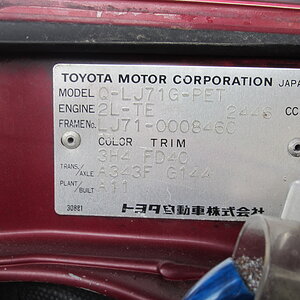 TOYOTA MOTOR CORPORATION JAPA
MODEL Q-LJ71G-PET
ENGINE 2L-TE 2446 CC
FRAME No. LJ71-0008460
COLOR TRIM
3H4 FD40
TRANS./AXLE A343F G144
PLANT/BUILT A11
30881 トヨタ自動車株式会社